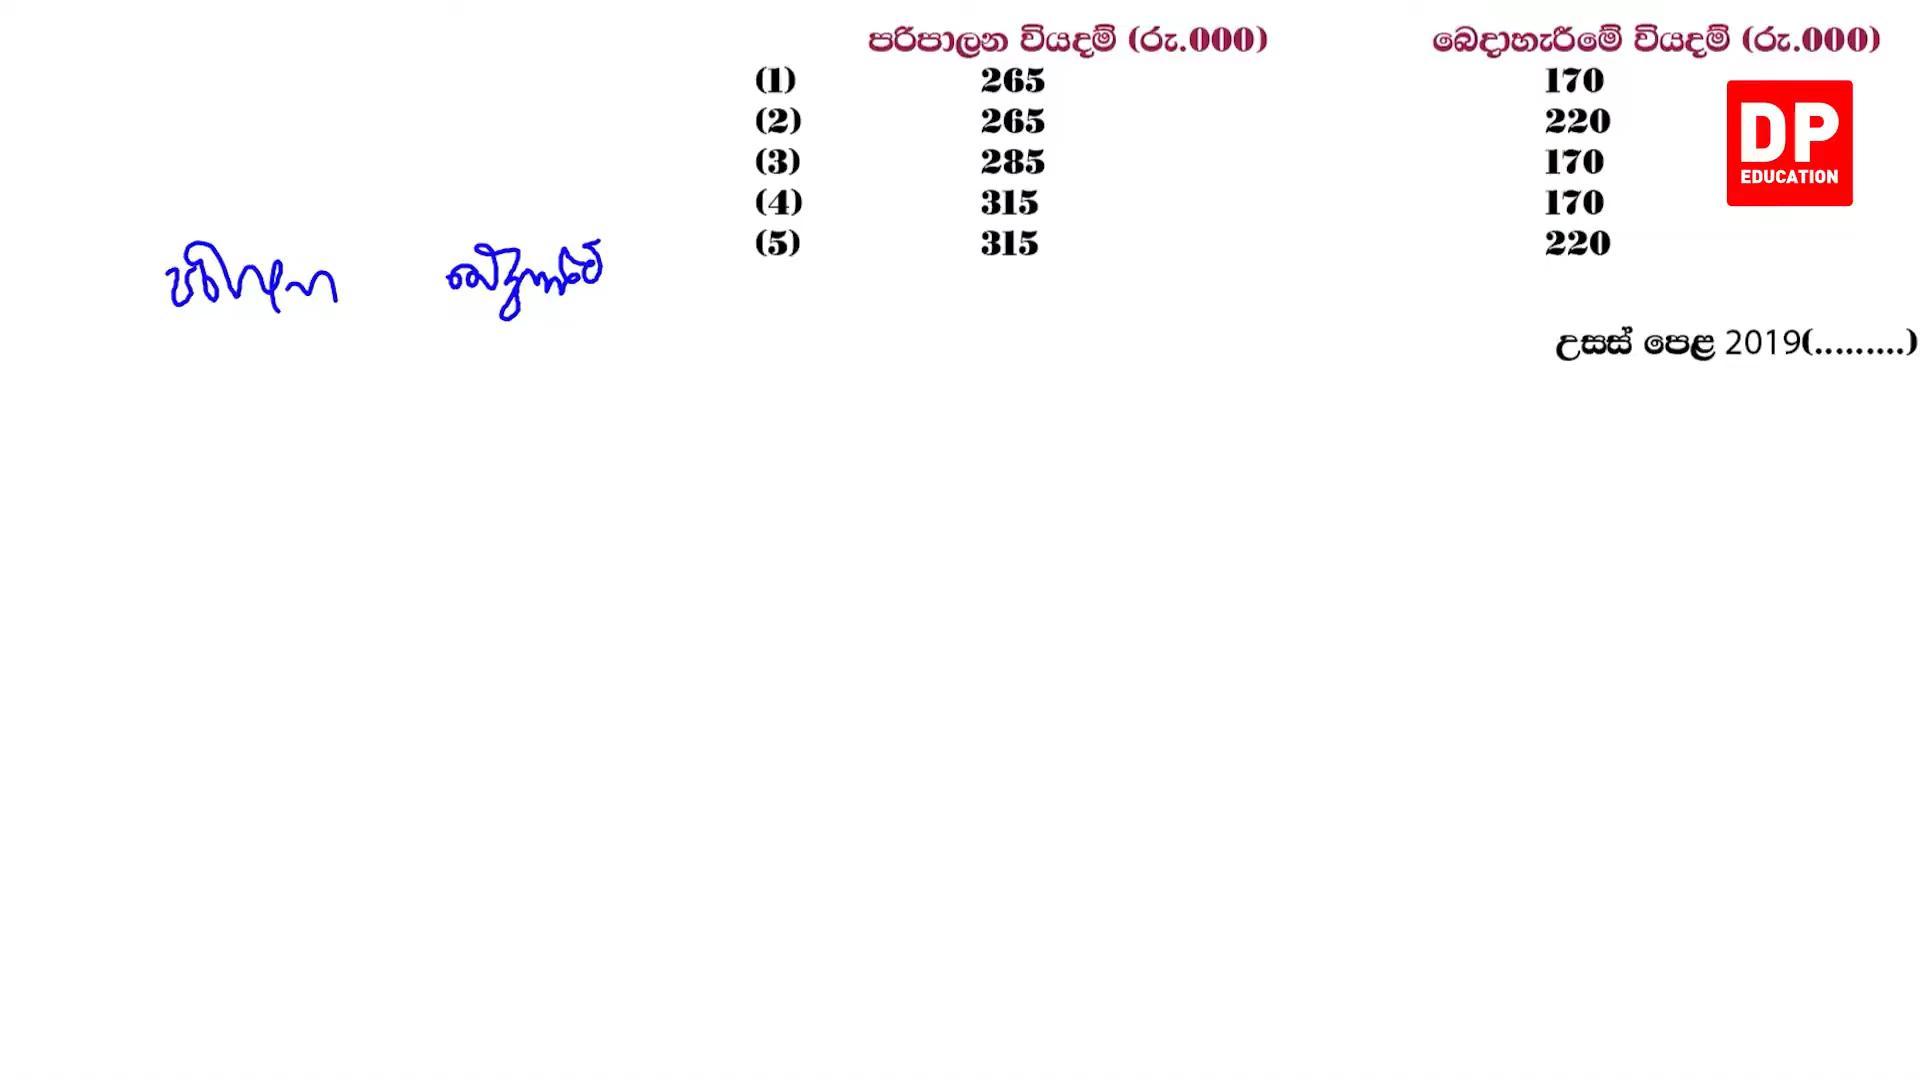 පරිපාලන වියදම් (රු.000) බෙදාහැරීමේ වියදම් (රු.000)
(1) 265 170
(2) 265 220
(3) 285 170
(4) 315 170
(5) 315 220
DP
EDUCATION
පරිපාලන බෙදාහැරීමේ
උසස් පෙළ 2019(.........)